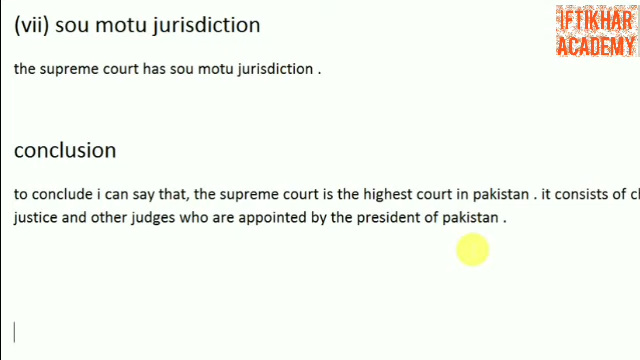 (vii) sou motu jurisdiction
IFTIKHAR
ACADEMY
the supreme court has sou motu jurisdiction .
conclusion
to conclude i can say that, the supreme court is the highest court in pakistan . it consists of
justice and other judges who are appointed by the president of pakistan .